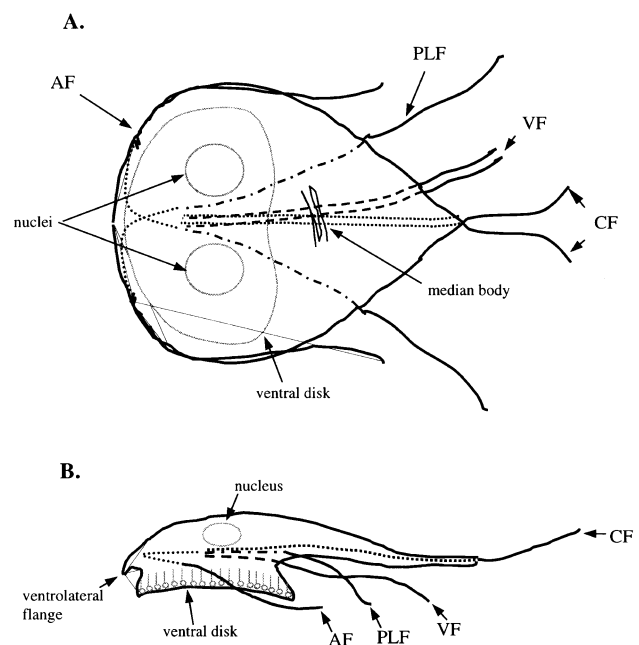 A.
PLF
AF
VF
nuclei
CF
median body
ventral disk
B.
nucleus
CF
ventrolateral
flange
ventral disk
AF
PLF
VF